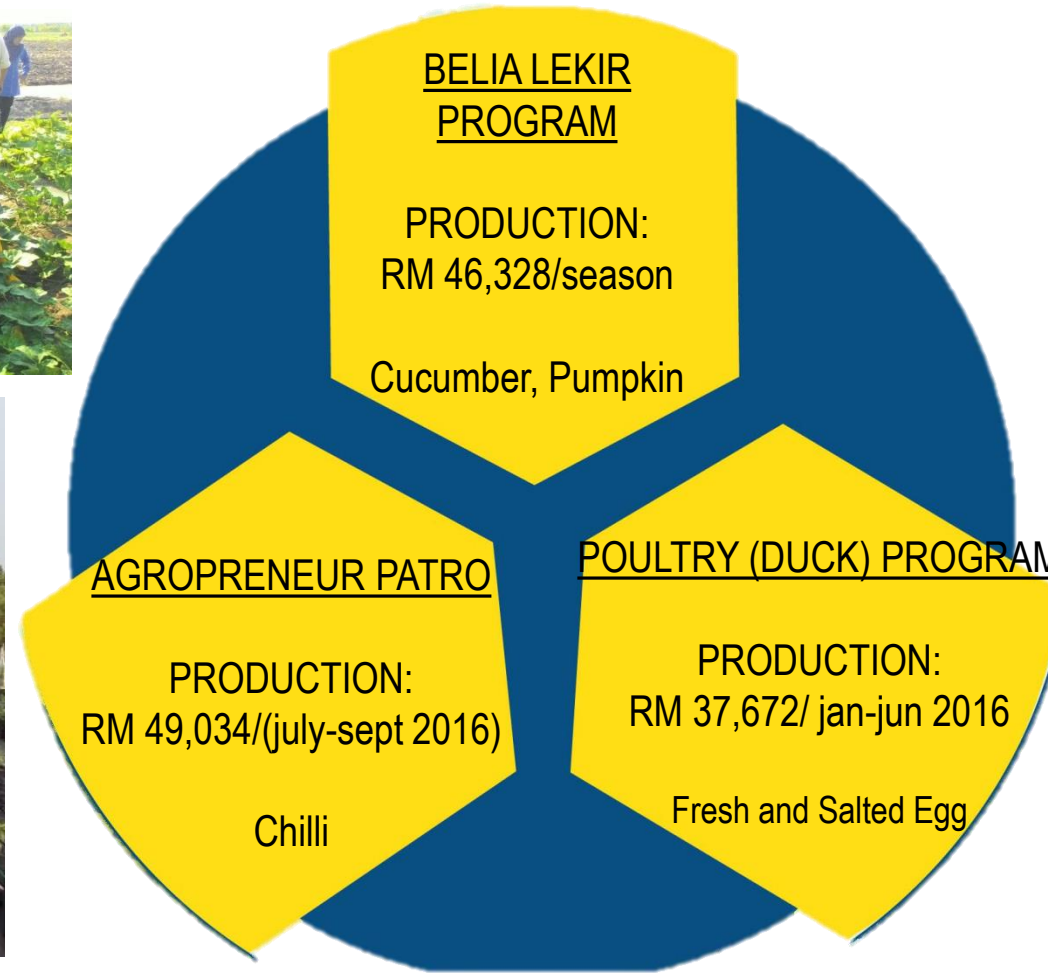 BELIA LEKIR
PROGRAM
PRODUCTION:
RM 46,328/season
Cucumber, Pumpkin
AGROPRENEUR PATRO
PRODUCTION:
RM 49,034/(july-sept 2016)
Chilli
POULTRY (DUCK) PROGRAM
PRODUCTION:
RM 37,672/ jan-jun 2016
Fresh and Salted Egg